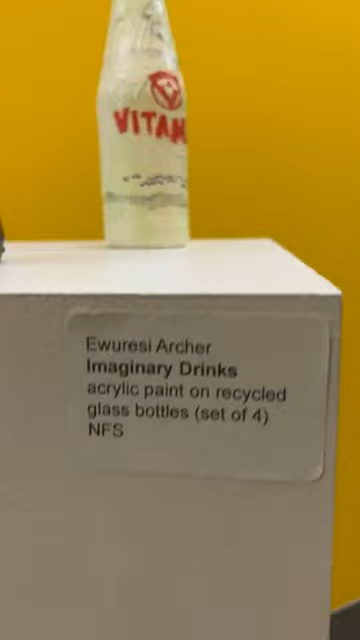 VITAM
Ewuresi Archer
Imaginary Drinks
acrylic paint on recycled
glass bottles (set of 4)
NFS